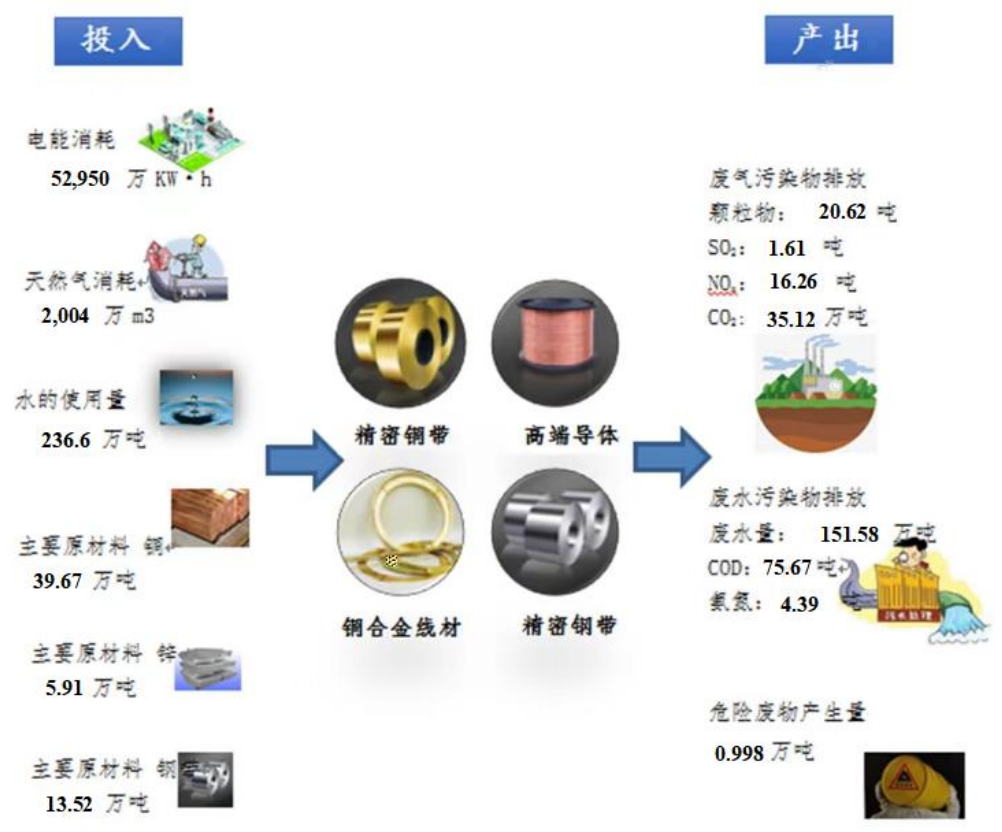 投入
产出
电能消耗
52,950 万 KW·h
天然气消耗
2,004 万 m3
天然气
水的使用量
236.6 万吨
主要原材料 铜
39.67 万吨
主要原材料 锌
5.91 万吨
主要原材料 钢
13.52 万吨
精密铜带
高端导体
铜合金线材
精密钢带
废气污染物排放
颗粒物： 20.62 吨
SO₂： 1.61 吨
NOₓ： 16.26 吨
CO₂： 35.12 万吨
废水污染物排放
废水量： 151.58 万吨
COD：75.67 吨
氨氮： 4.39
污水处理
危险废物产生量
0.998 万吨